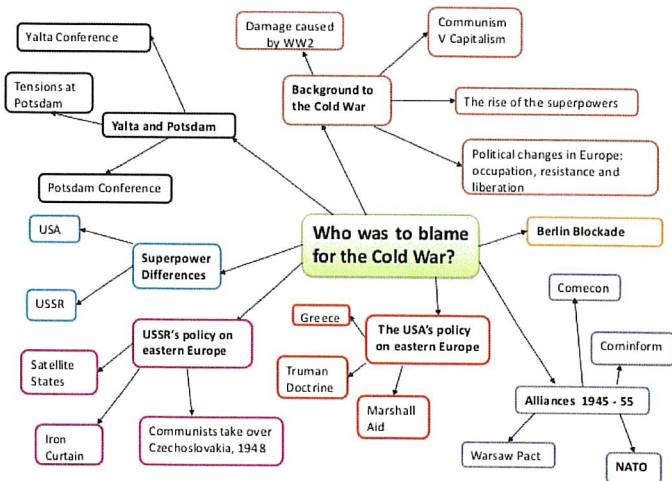 Yalta Conference
Tensions at
Potsdam
Yalta and Potsdam
Potsdam Conference
Damage caused
by WW2
Communism
V Capitalism
Background to
the Cold War
The rise of the superpowers
Political changes in Europe:
occupation, resistance and
liberation
Who was to blame
for the Cold War?
USA
Superpower
Differences
USSR
Berlin Blockade
USSR's policy on
eastern Europe
Satellite
States
Iron
Curtain
Communists take over
Czechoslovakia, 1948
Greece
The USA's policy
on eastern Europe
Truman
Doctrine
Marshall
Aid
Comecon
Cominform
Alliances 1945 - 55
Warsaw Pact
NATO